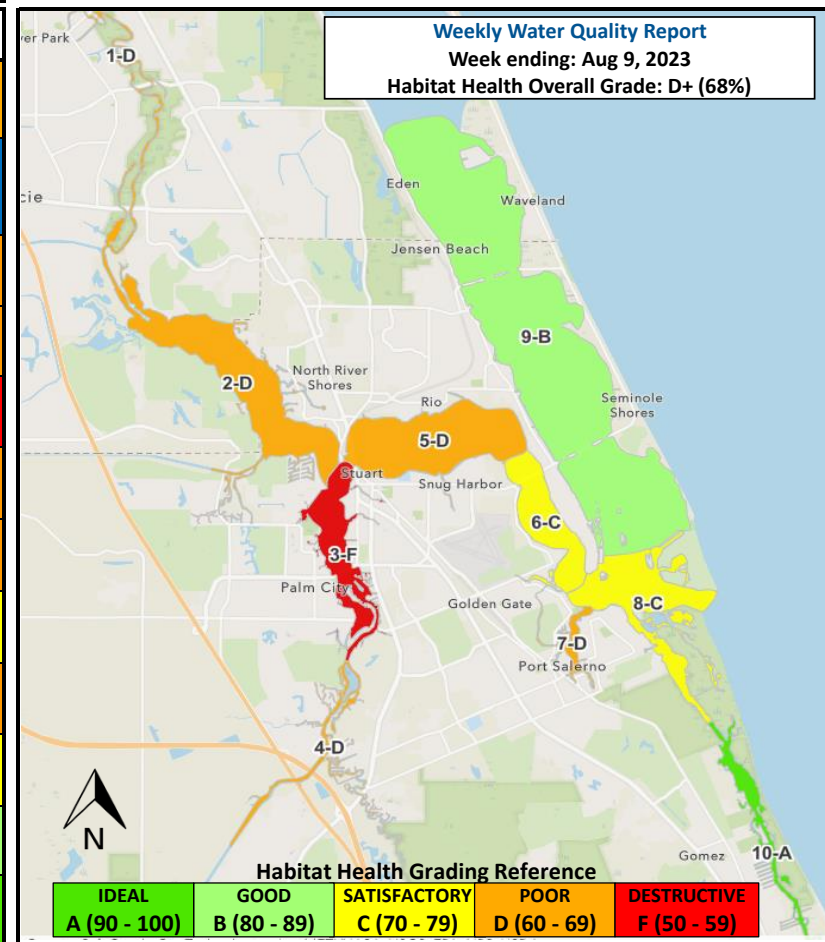 Weekly Water Quality Report
Week ending: Aug 9, 2023
Habitat Health Overall Grade: D+ (68%)
ver Park
1-D
cie
Eden
Waveland
Jensen Beach
9-B
2-D
North River
Shores
Rio
Seminole
Shores
5-D
Stuart
Snug Harbor
6-C
3-F
Palm City
Golden Gate
8-C
7-D
Port Salerno
4-D
N
Gomez
10-A
Habitat Health Grading Reference
IDEAL GOOD SATISFACTORY POOR DESTRUCTIVE
A (90 - 100) B (80 - 89) C (70 - 79) D (60 - 69) F (50 - 59)